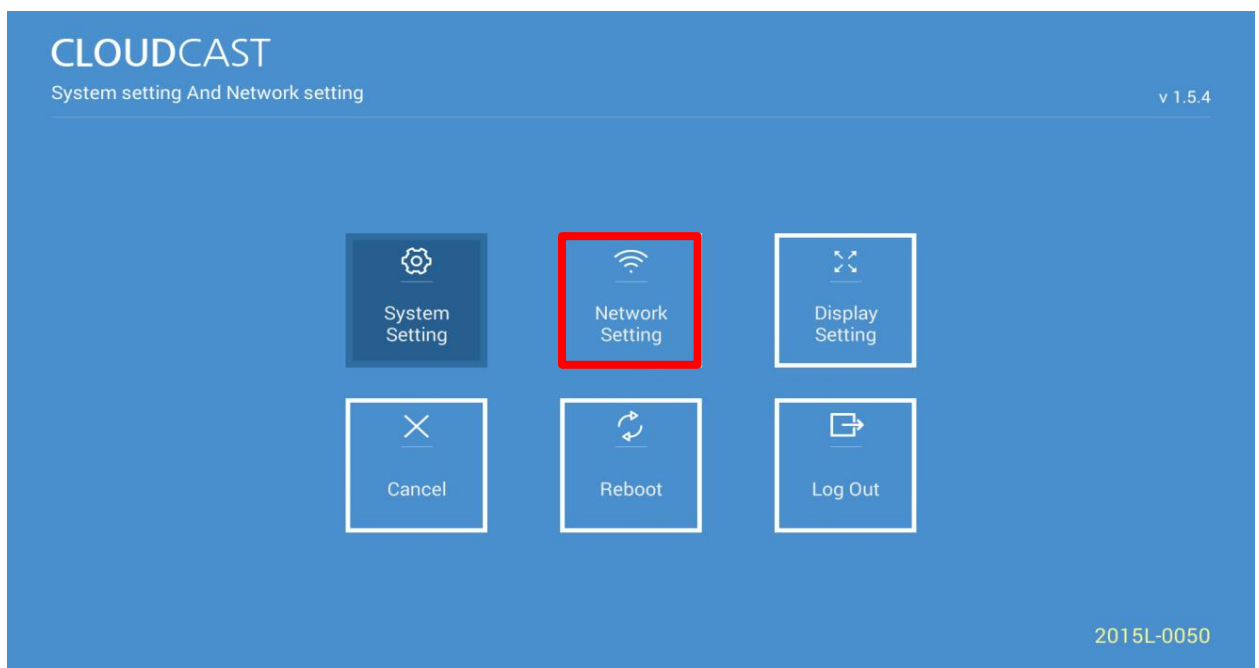 CLOUDCAST
System setting And Network setting
v 1.5.4
System
Setting
Network
Setting
Display
Setting
Cancel
Reboot
Log Out
2015L-0050